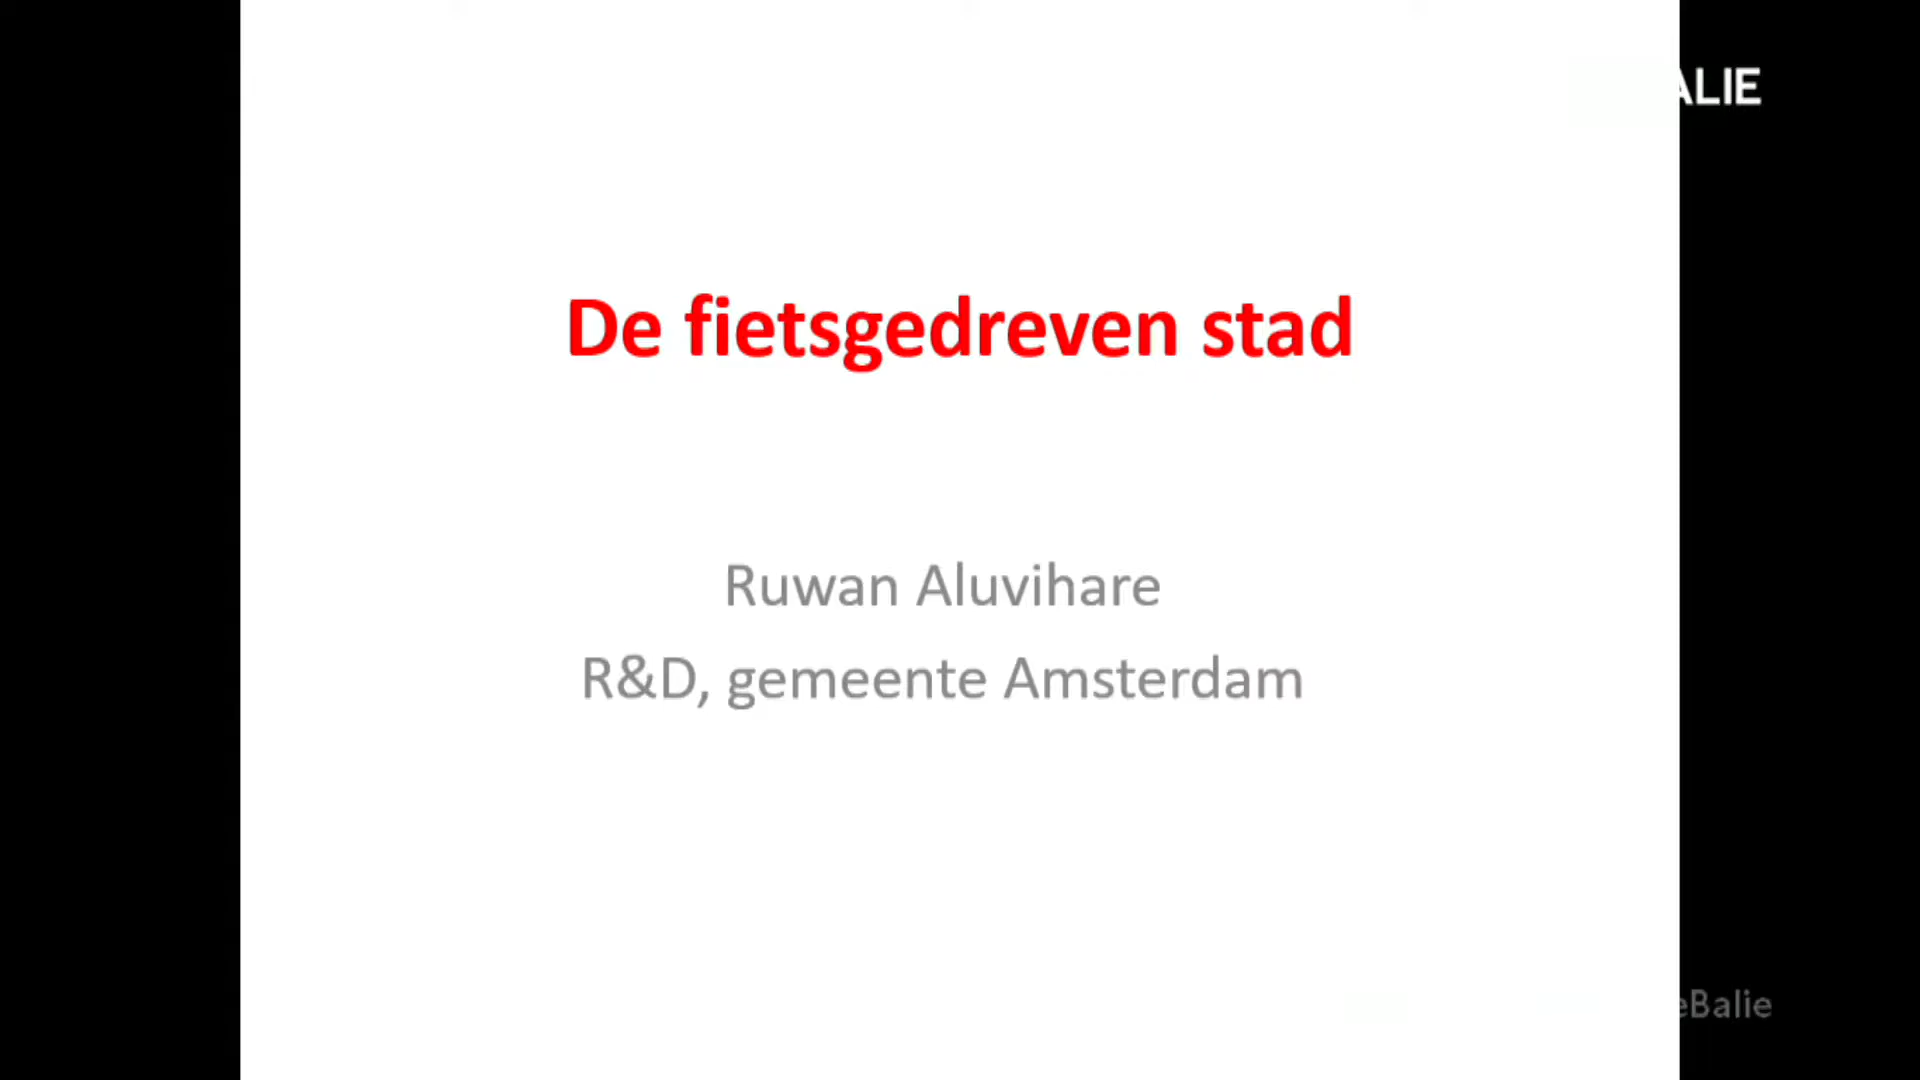 ALIE
De fietsgedreven stad
Ruwan Aluvihare
R&D, gemeente Amsterdam
eBalie